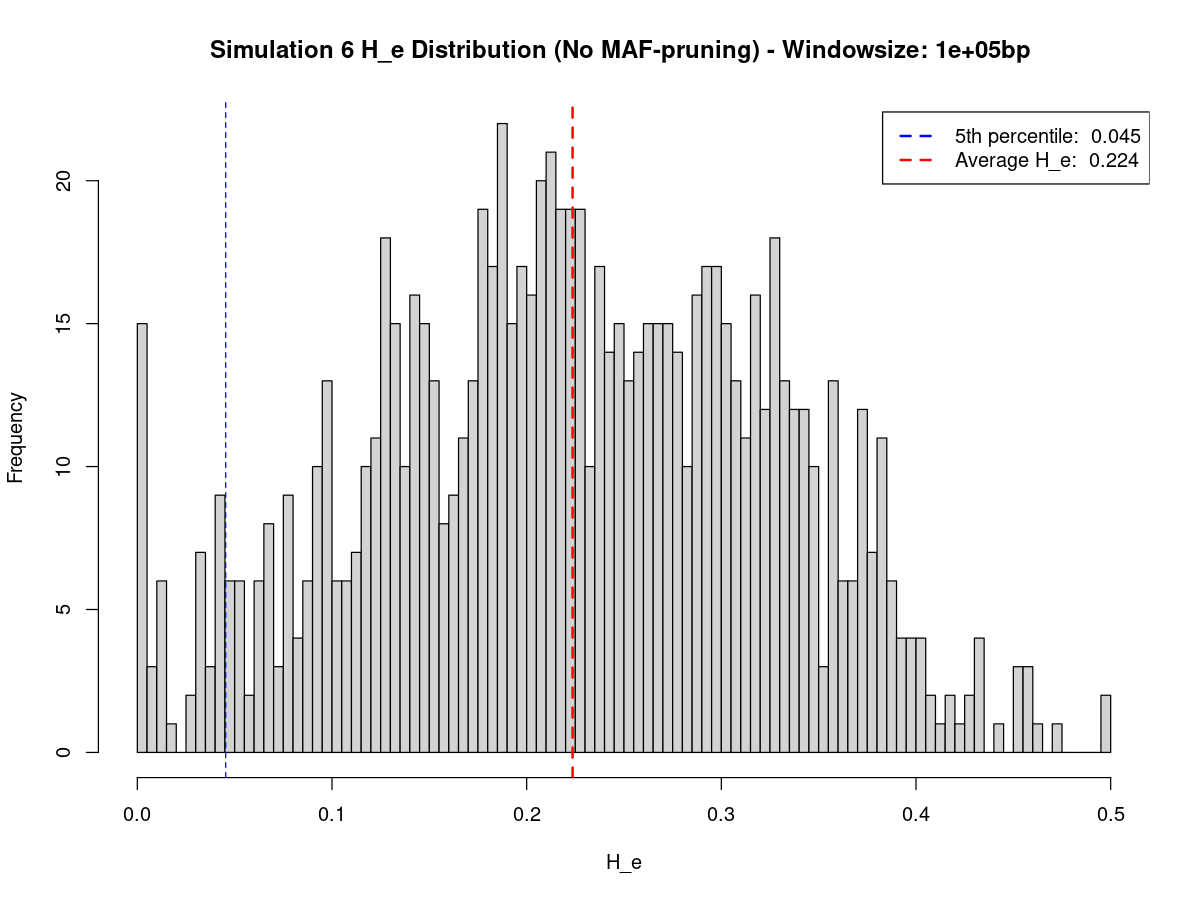 Simulation 6 H_e Distribution (No MAF-pruning) - Windowsize: 1e+05bp
5th percentile:  0.045
Average H_e:  0.224
Frequency
20
15
10
5
0
0.0 0.1 0.2 0.3 0.4 0.5
H_e